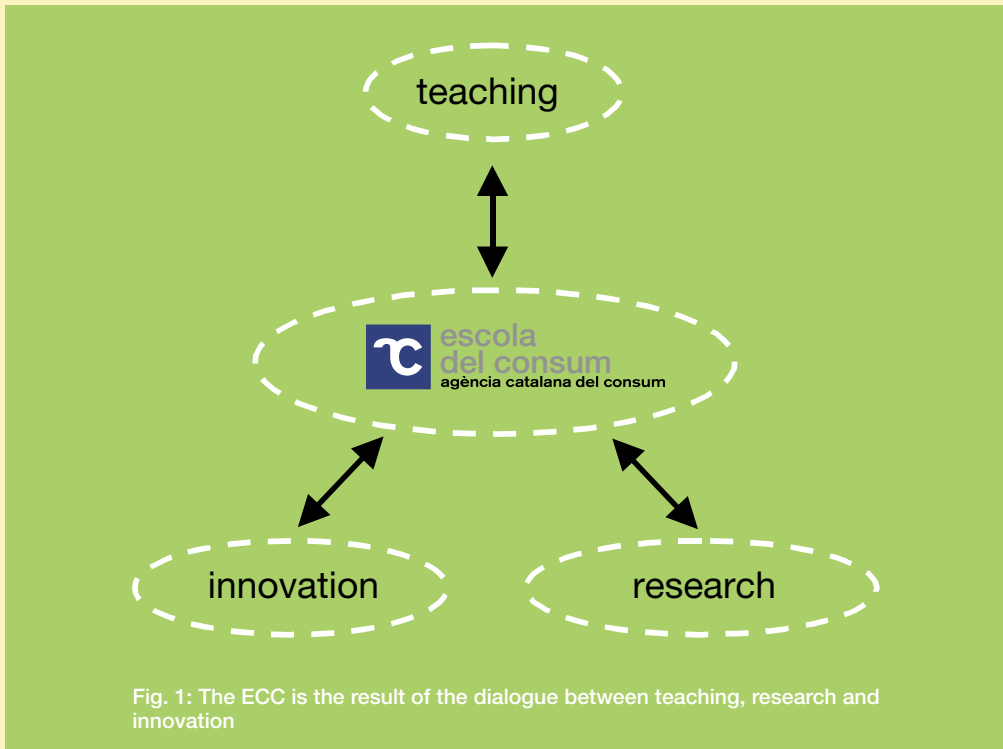 teaching
escola
del consum
agència catalana del consum
innovation
research
Fig. 1: The ECC is the result of the dialogue between teaching, research and
innovation